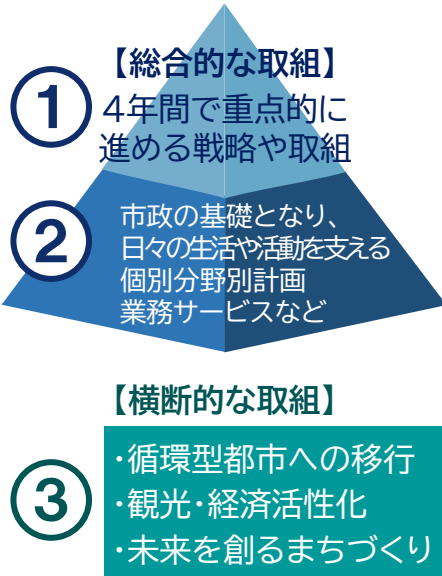 【総合的な取組】
① 4年間で重点的に
進める戦略や取組
② 市政の基礎となり、
日々の生活や活動を支える
個別分野別計画
業務サービスなど
【横断的な取組】
③ ・循環型都市への移行
・観光・経済活性化
・未来を創るまちづくり